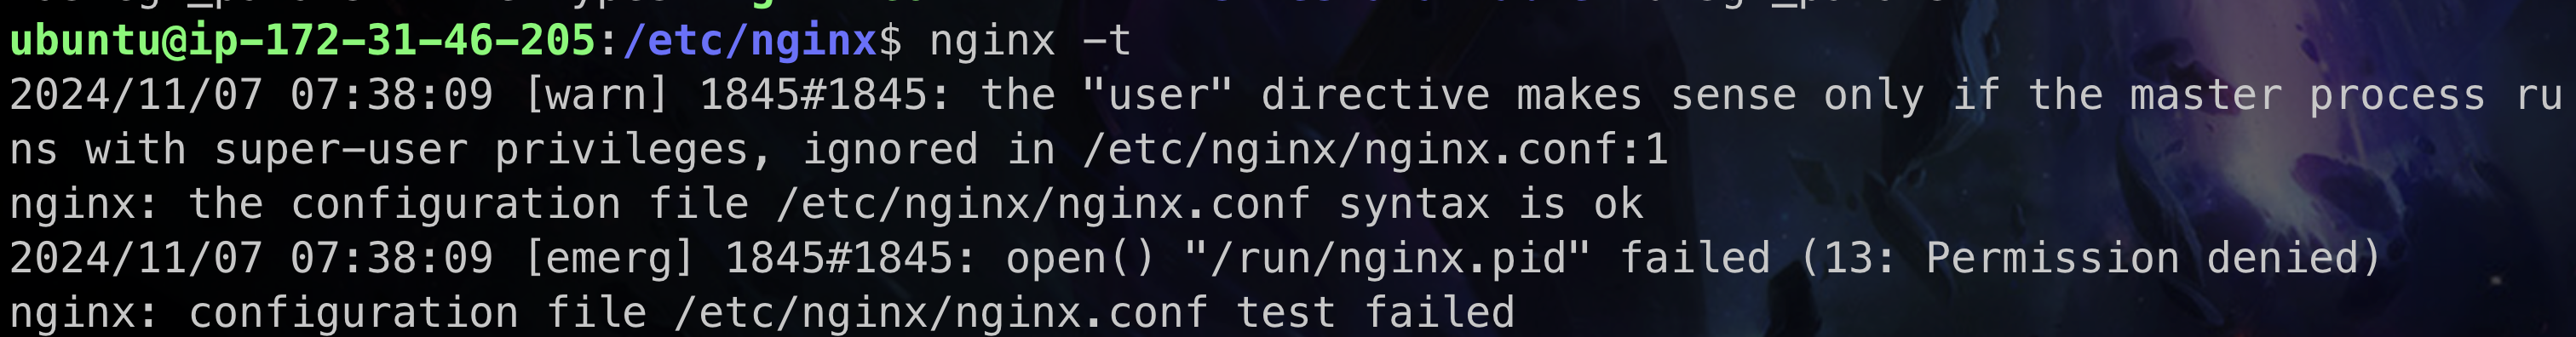 ubuntu@ip-172-31-46-205:/etc/nginx$ nginx -t
2024/11/07 07:38:09 [warn] 1845#1845: the "user" directive makes sense only if the master process ru
ns with super-user privileges, ignored in /etc/nginx/nginx.conf:1
nginx: the configuration file /etc/nginx/nginx.conf syntax is ok
2024/11/07 07:38:09 [emerg] 1845#1845: open() "/run/nginx.pid" failed (13: Permission denied)
nginx: configuration file /etc/nginx/nginx.conf test failed